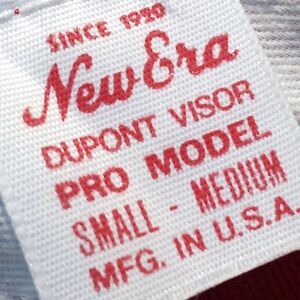 SINCE 1920
New Era
DUPONT VISOR
PRO MODEL
SMALL - MEDIUM
MFG. IN U.S.A.